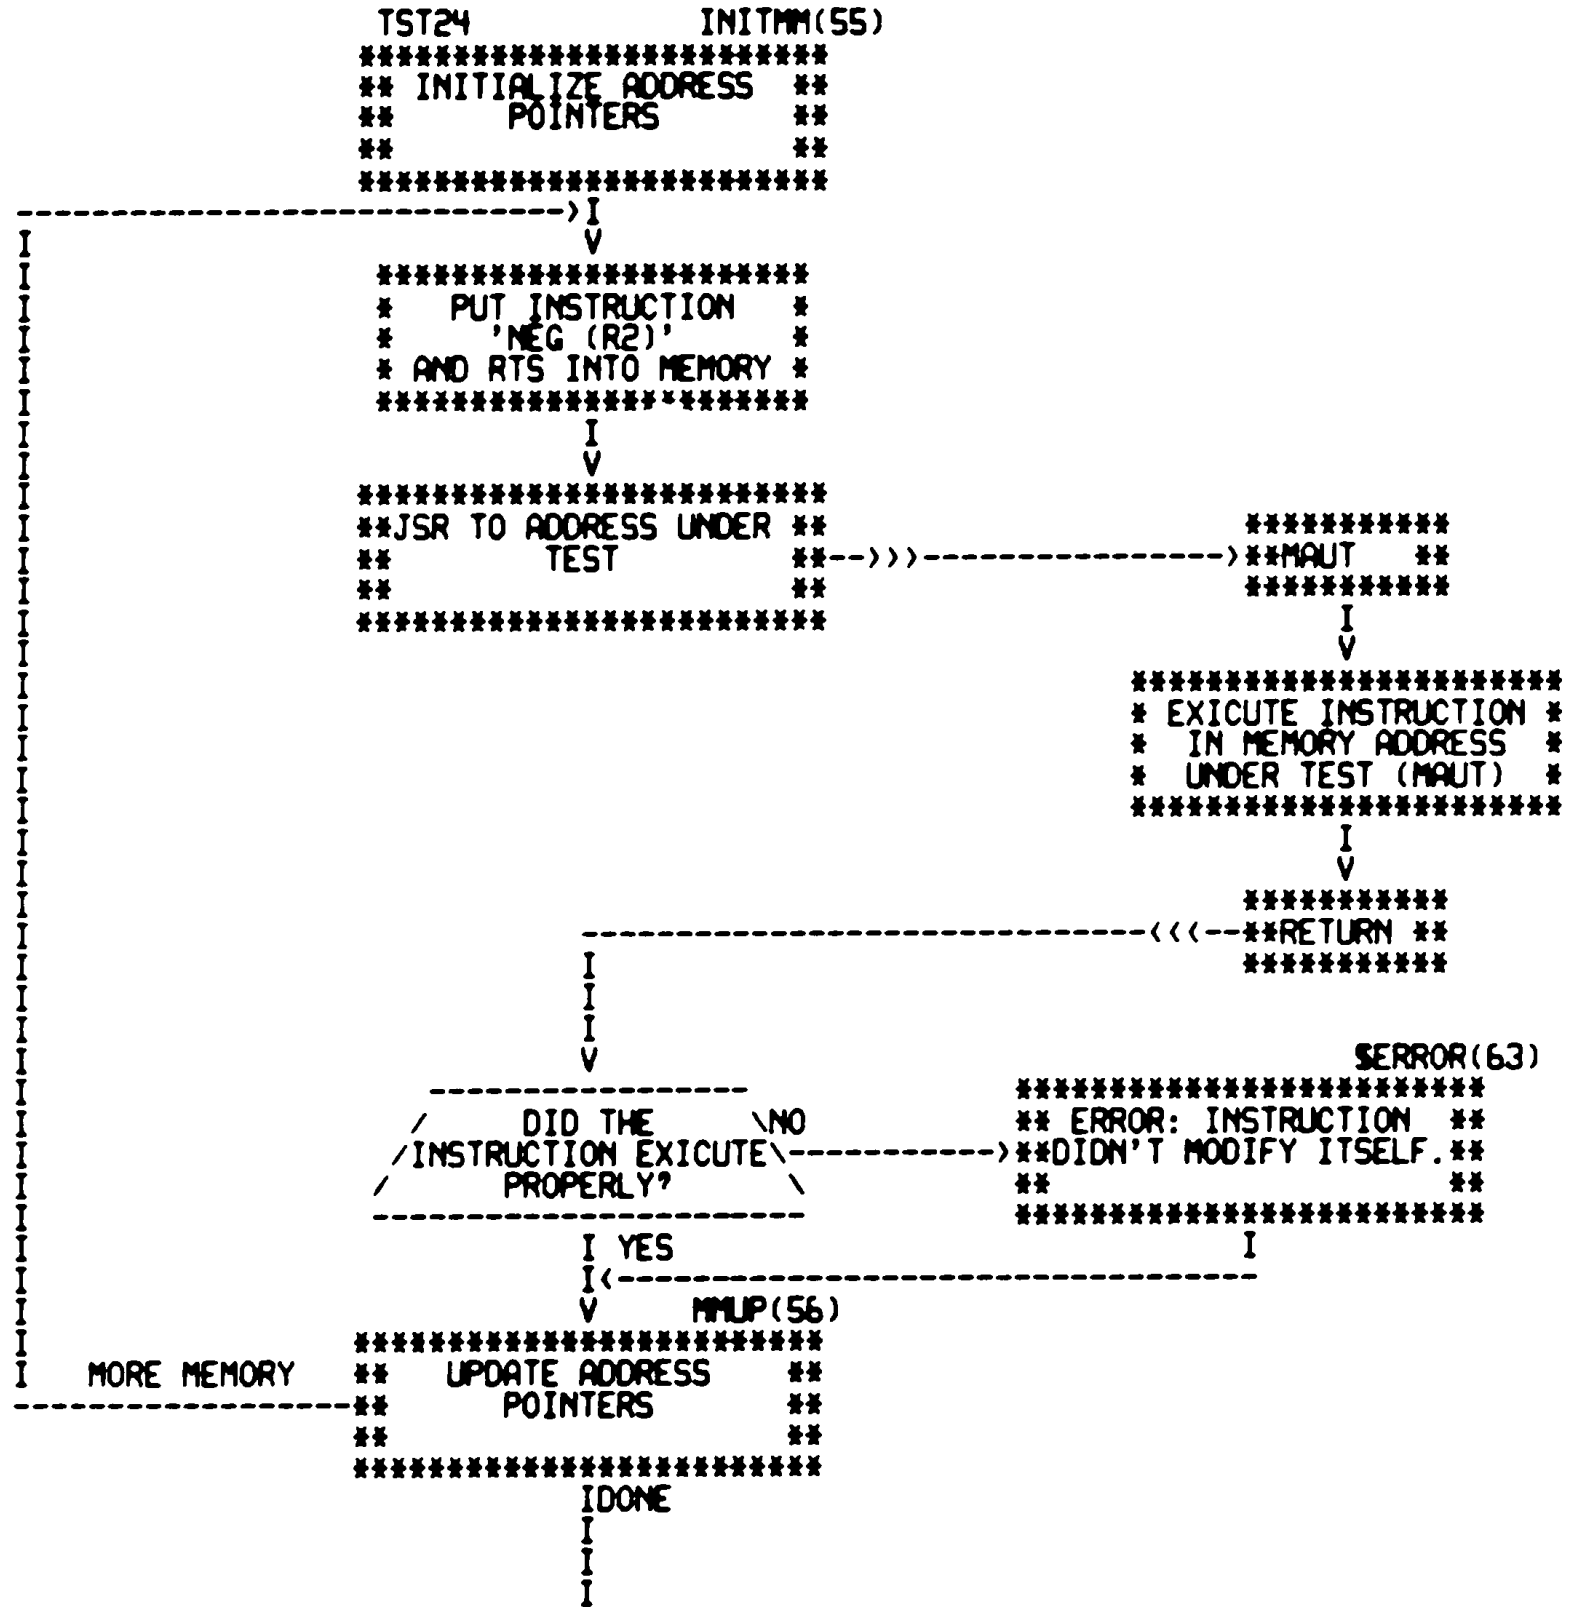 TST24 INITMM(55)
INITIALIZE ADDRESS
POINTERS
PUT INSTRUCTION
'NEG (R2)'
AND RTS INTO MEMORY
JSR TO ADDRESS UNDER
TEST
MAUT
EXICUTE INSTRUCTION
IN MEMORY ADDRESS
UNDER TEST (MAUT)
RETURN
DID THE
INSTRUCTION EXICUTE
PROPERLY?
NO
$ERROR(63)
ERROR: INSTRUCTION
DIDN'T MODIFY ITSELF.
YES
MMUP(56)
UPDATE ADDRESS
POINTERS
MORE MEMORY
DONE